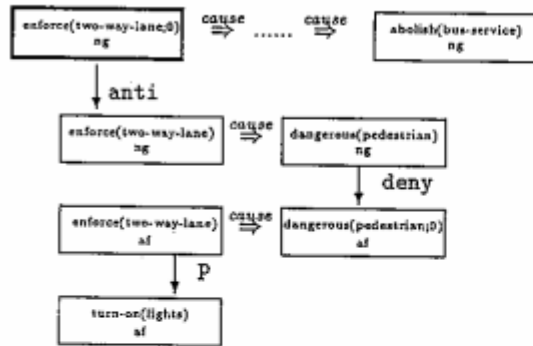 enforce(two-way-lane;0) cause ⇒ ...... cause ⇒ abolish(bus-service)
ng ng
anti
enforce(two-way-lane) cause ⇒ dangerous(pedestrian)
ng ng
deny
enforce(two-way-lane) cause ⇒ dangerous(pedestrian;0)
af af
P
turn-on(lights)
af